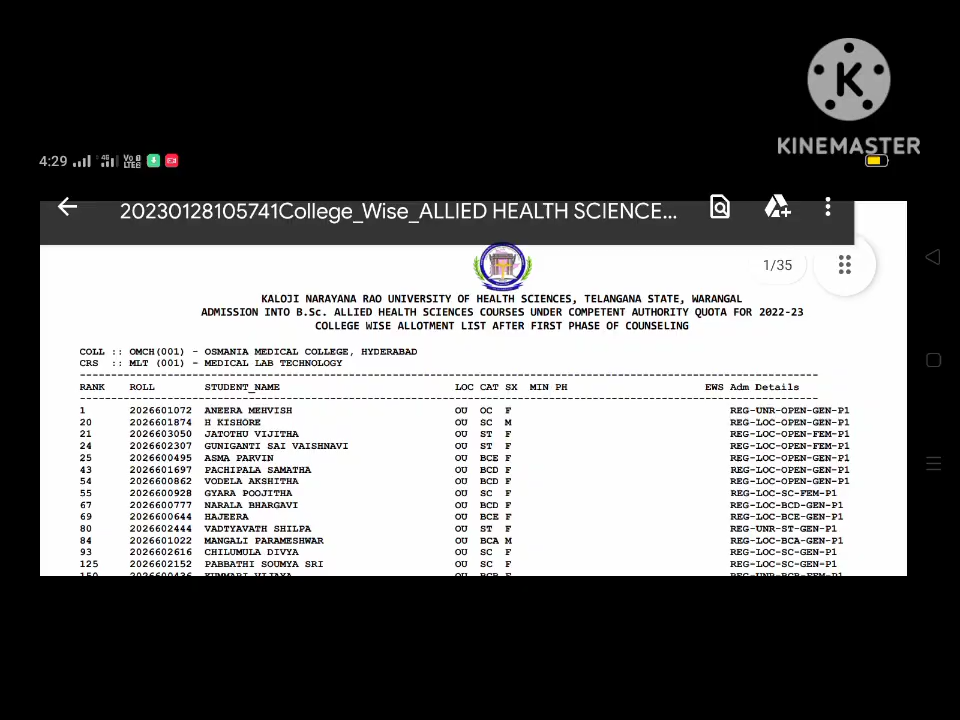 KINEMASTER
4:29 4G Vo LTE
20230128105741College_Wise_ALLIED HEALTH SCIENCE...
1/35
KALOJI NARAYANA RAO UNIVERSITY OF HEALTH SCIENCES, TELANGANA STATE, WARANGAL
ADMISSION INTO B.Sc. ALLIED HEALTH SCIENCES COURSES UNDER COMPETENT AUTHORITY QUOTA FOR 2022-23
COLLEGE WISE ALLOTMENT LIST AFTER FIRST PHASE OF COUNSELING
COLL :: OMCH(001) - OSMANIA MEDICAL COLLEGE, HYDERABAD
CRS :: MLT (001) - MEDICAL LAB TECHNOLOGY
RANK ROLL STUDENT_NAME LOC CAT SX MIN PH EWS Adm Details
1 2026601072 ANEERA MEHVISH OU OC F REG-UNR-OPEN-GEN-P1
20 2026601874 H KISHORE OU SC M REG-LOC-OPEN-GEN-P1
21 2026603050 JATOTHU VIJITHA OU ST F REG-LOC-OPEN-FEM-P1
24 2026602307 GUNIGANTI SAI VAISHNAVI OU ST F REG-LOC-OPEN-FEM-P1
25 2026600495 ASMA PARVIN OU BCE F REG-LOC-OPEN-GEN-P1
43 2026601697 PACHIPALA SAMATHA OU BCD F REG-LOC-OPEN-GEN-P1
54 2026600862 VODELA AKSHITHA OU BCD F REG-LOC-OPEN-GEN-P1
55 2026600928 GYARA POOJITHA OU SC F REG-LOC-SC-FEM-P1
67 2026600777 NARALA BHARGAVI OU BCD F REG-LOC-BCD-GEN-P1
69 2026600644 HAJEERA OU BCE F REG-LOC-BCE-GEN-P1
80 2026602444 VADTYAVATH SHILPA OU ST F REG-UNR-ST-GEN-P1
84 2026601022 MANGALI PARAMESHWAR OU BCA M REG-LOC-BCA-GEN-P1
93 2026602616 CHILUMULA DIVYA OU SC F REG-LOC-SC-GEN-P1
125 2026602152 PABBATHI SOUMYA SRI OU SC F REG-LOC-SC-GEN-P1